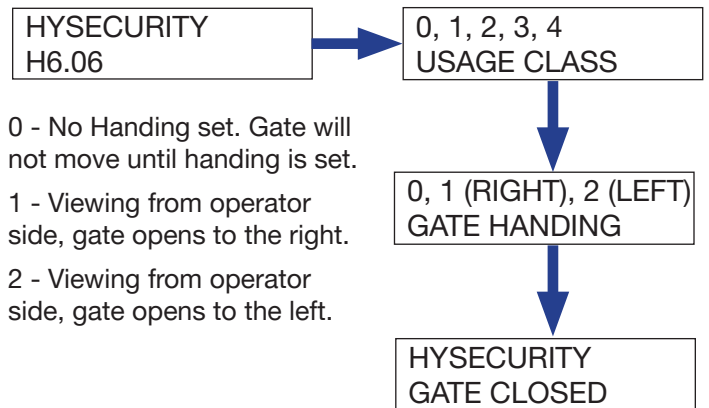 HYSECURITY
H6.06
0, 1, 2, 3, 4
USAGE CLASS
0 - No Handing set. Gate will
not move until handing is set.
1 - Viewing from operator
side, gate opens to the right.
2 - Viewing from operator
side, gate opens to the left.
0, 1 (RIGHT), 2 (LEFT)
GATE HANDING
HYSECURITY
GATE CLOSED